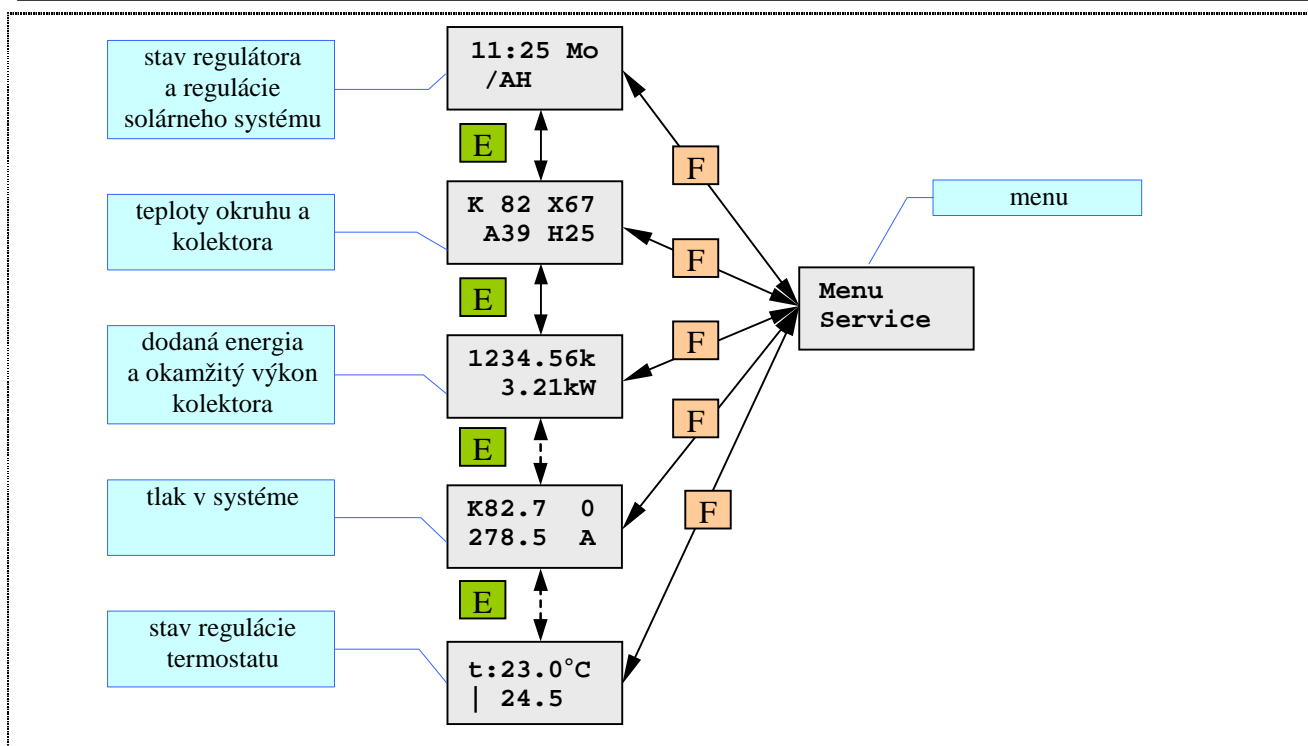 stav regulátora
a regulácie
solárneho systému
11:25 Mo
/AH
E
F
teploty okruhu a
kolektora
K 82 X67
A39 H25
F
menu
Menu
Service
E
dodaná energia
a okamžitý výkon
kolektora
1234.56k
3.21kW
F
E
F
tlak v systéme
K82.7 0
278.5 A
F
E
stav regulácie
termostatu
t:23.0°C
| 24.5